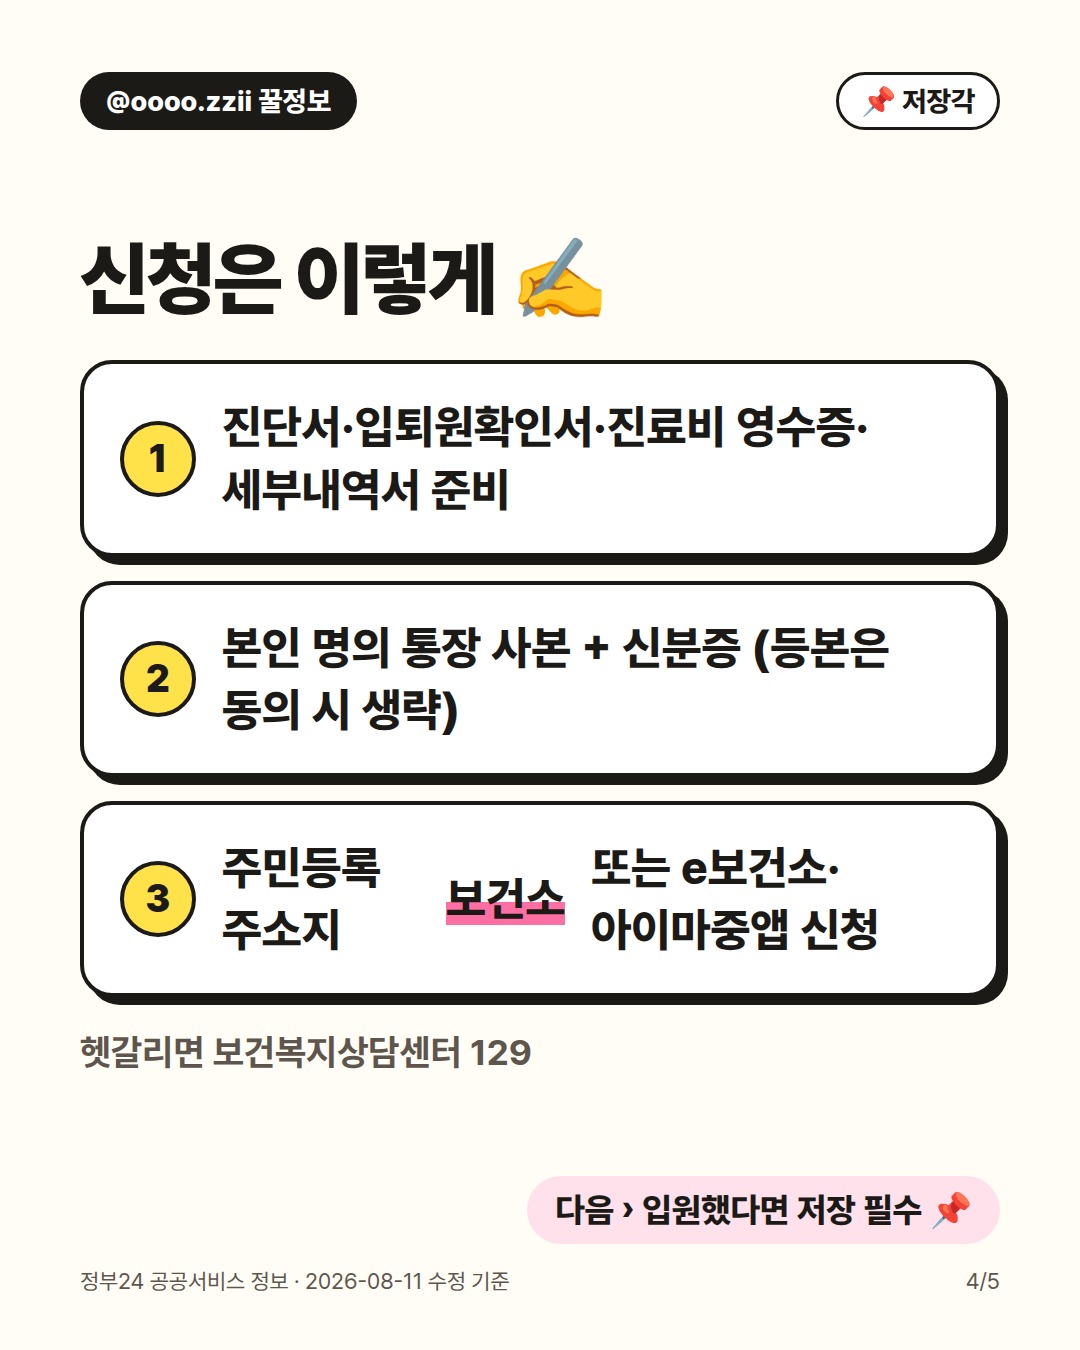 @oooo.zzii 꿀정보
📌 저장각
신청은 이렇게 ✍️
1
진단서·입퇴원확인서·진료비 영수증·
세부내역서 준비
2
본인 명의 통장 사본 + 신분증 (등본은
동의 시 생략)
3
주민등록
주소지
보건소
또는 e보건소·
아이마중앱 신청
헷갈리면 보건복지상담센터 129
다음 › 입원했다면 저장 필수 📌
정부24 공공서비스 정보 · 2026-08-11 수정 기준
4/5